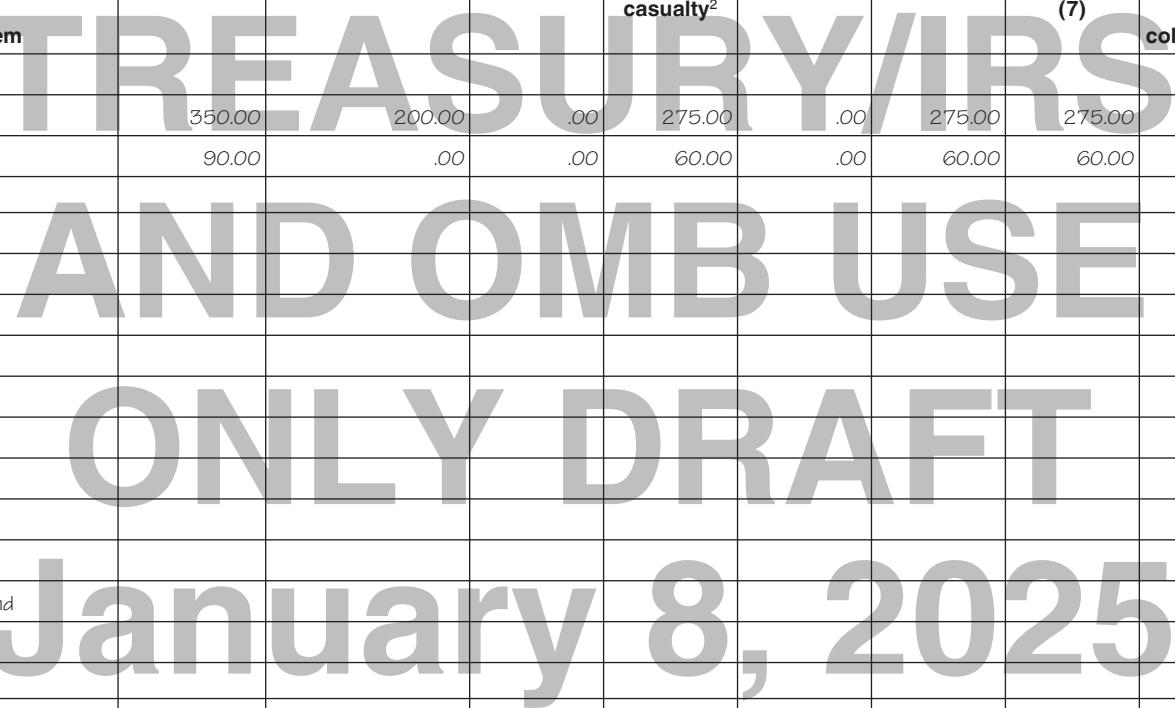 casualty² (7)
em col
TREASURY/IRS
350.00 200.00 .00 275.00 .00 275.00 275.00
90.00 .00 .00 60.00 .00 60.00 60.00
AND OMB USE
ONLY DRAFT
January 8, 2025
nd